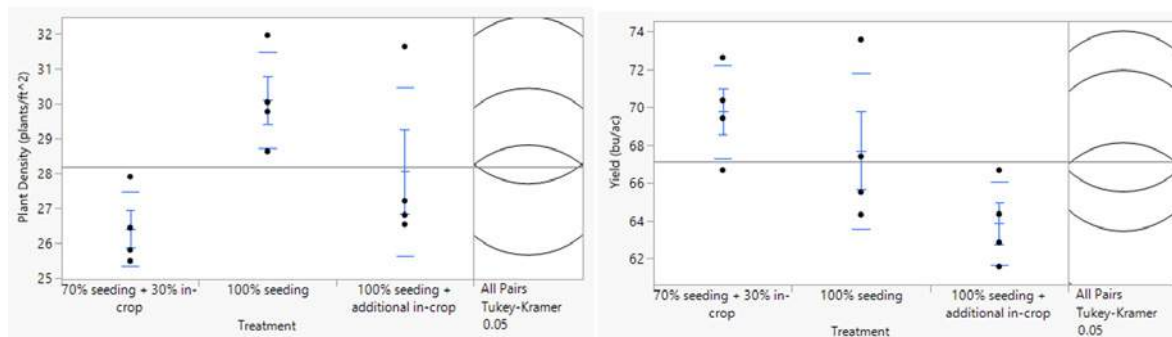 Plant Density (plants/ft^2)
32
31
30
29
28
27
26
25
70% seeding + 30% in-
crop
100% seeding
100% seeding +
additional in-crop
All Pairs
Tukey-Kramer
0.05
Treatment
Yield (bu/ac)
74
72
70
68
66
64
62
70% seeding + 30% in-
crop
100% seeding
100% seeding +
additional in-crop
All Pairs
Tukey-Kramer
0.05
Treatment